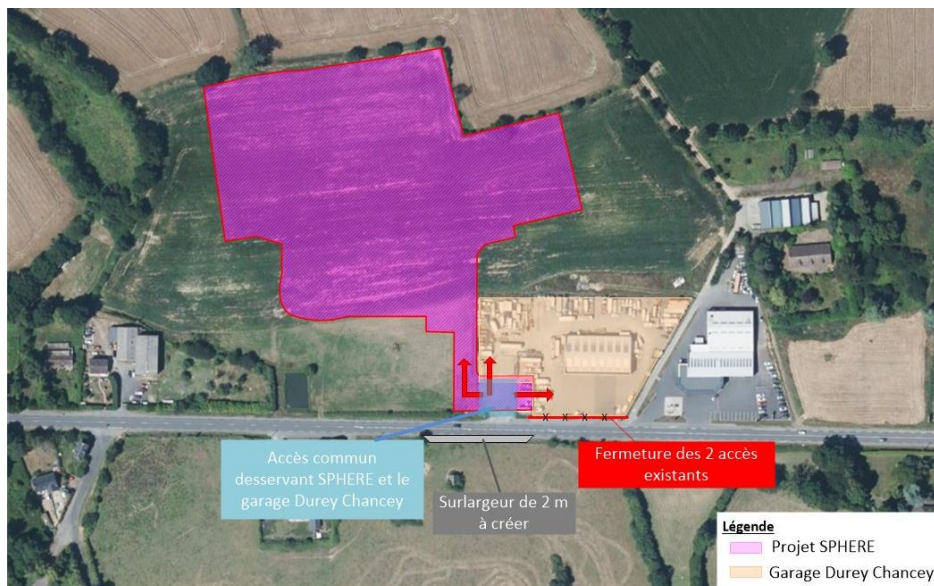 Accès commun
desservant SPHERE et le
garage Durey Chancey
Surlargeur de 2 m
à créer
Fermeture des 2 accès
existants
Légende
Projet SPHERE
Garage Durey Chancey